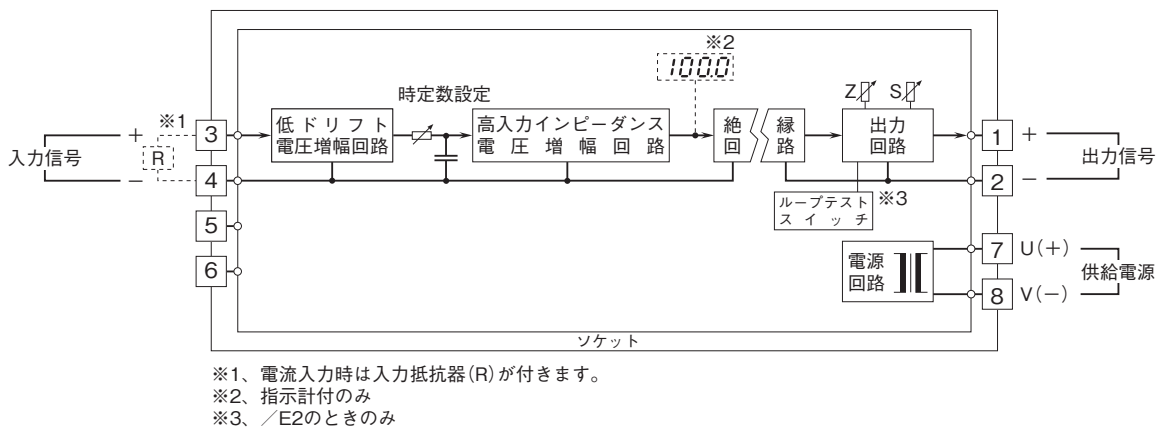 ※2
100.0
時定数設定
Z S
※1
+ 3
低ドリフト
電圧増幅回路
高入力インピーダンス
電圧増幅回路
絶縁
回路
出力
回路
1 +
入力信号
R
出力信号
− 4
2 −
ループテスト
スイッチ
※3
5
6
電源
回路
7 U(+)
供給電源
8 V(−)
ソケット
※1、電流入力時は入力抵抗器(R)が付きます。
※2、指示計付のみ
※3、/E2のときのみ